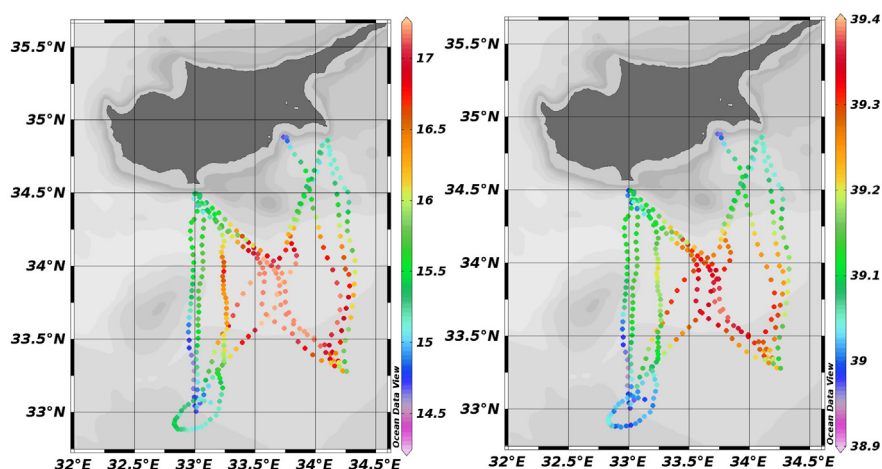 35.5°N
35°N
34.5°N
34°N
33.5°N
33°N
32°E
32.5°E
33°E
33.5°E
34°E
34.5°E
17
16.5
16
15.5
15
14.5
Ocean Data View
35.5°N
35°N
34.5°N
34°N
33.5°N
33°N
32°E
32.5°E
33°E
33.5°E
34°E
34.5°E
39.4
39.3
39.2
39.1
39
38.9
Ocean Data View